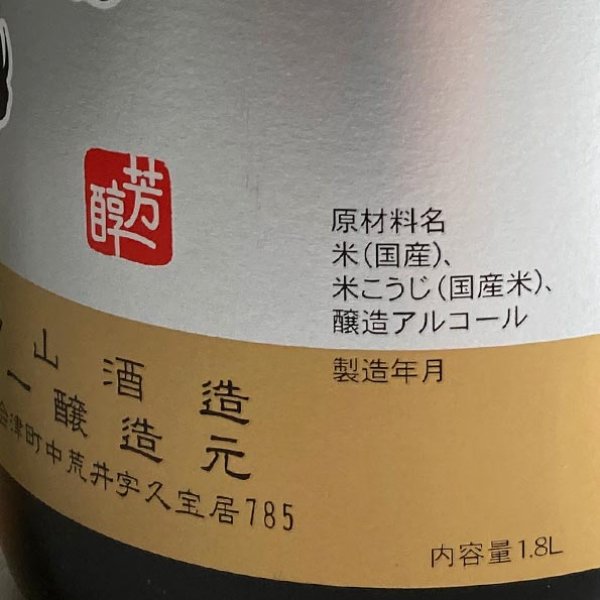 芳醇
原材料名
米(国産)、
米こうじ(国産米)、
醸造アルコール
製造年月
山酒造
一醸造元
会津町中荒井字久宝居785
内容量1.8L